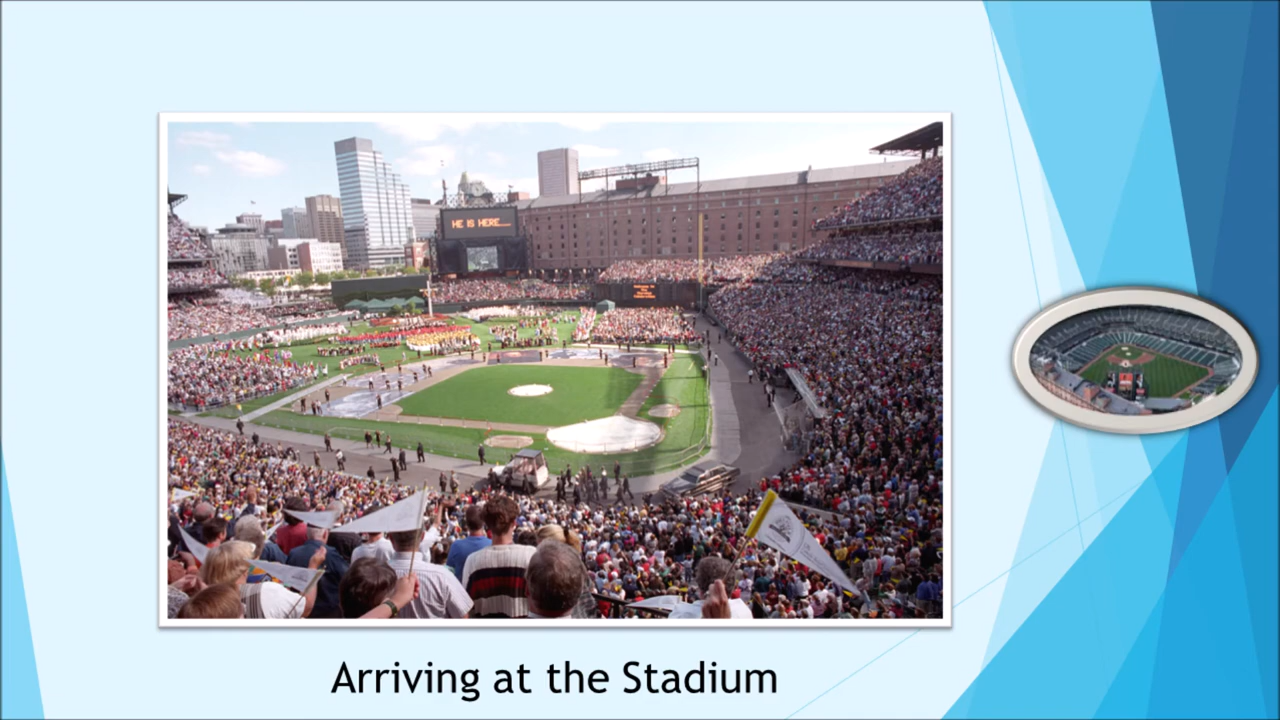 HE IS HERE....
Arriving at the Stadium